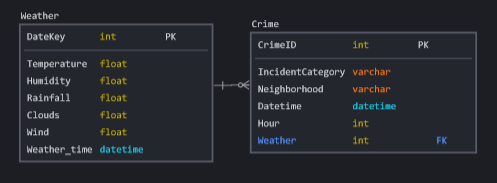 Weather
DateKey int PK
Temperature float
Humidity float
Rainfall float
Clouds float
Wind float
Weather_time datetime
Crime
CrimeID int PK
IncidentCategory varchar
Neighborhood varchar
Datetime datetime
Hour int
Weather int FK